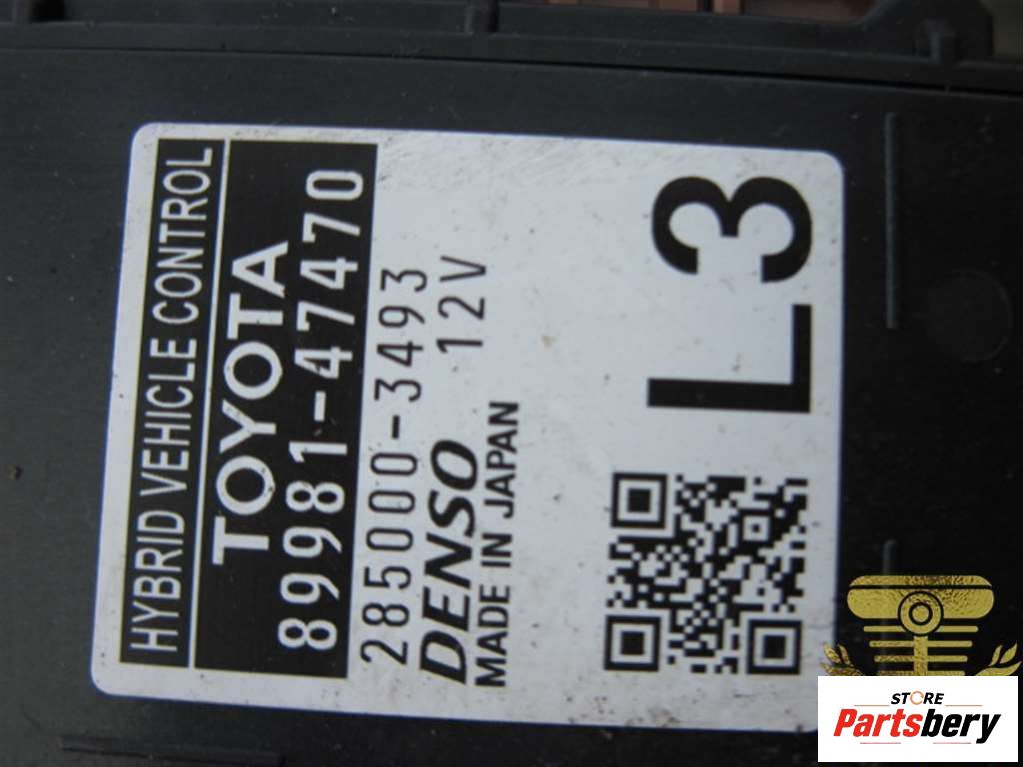 HYBRID VEHICLE CONTROL
TOYOTA
89981-47470
285000-3493
DENSO 12V
MADE IN JAPAN
L3
STORE
Partsbery